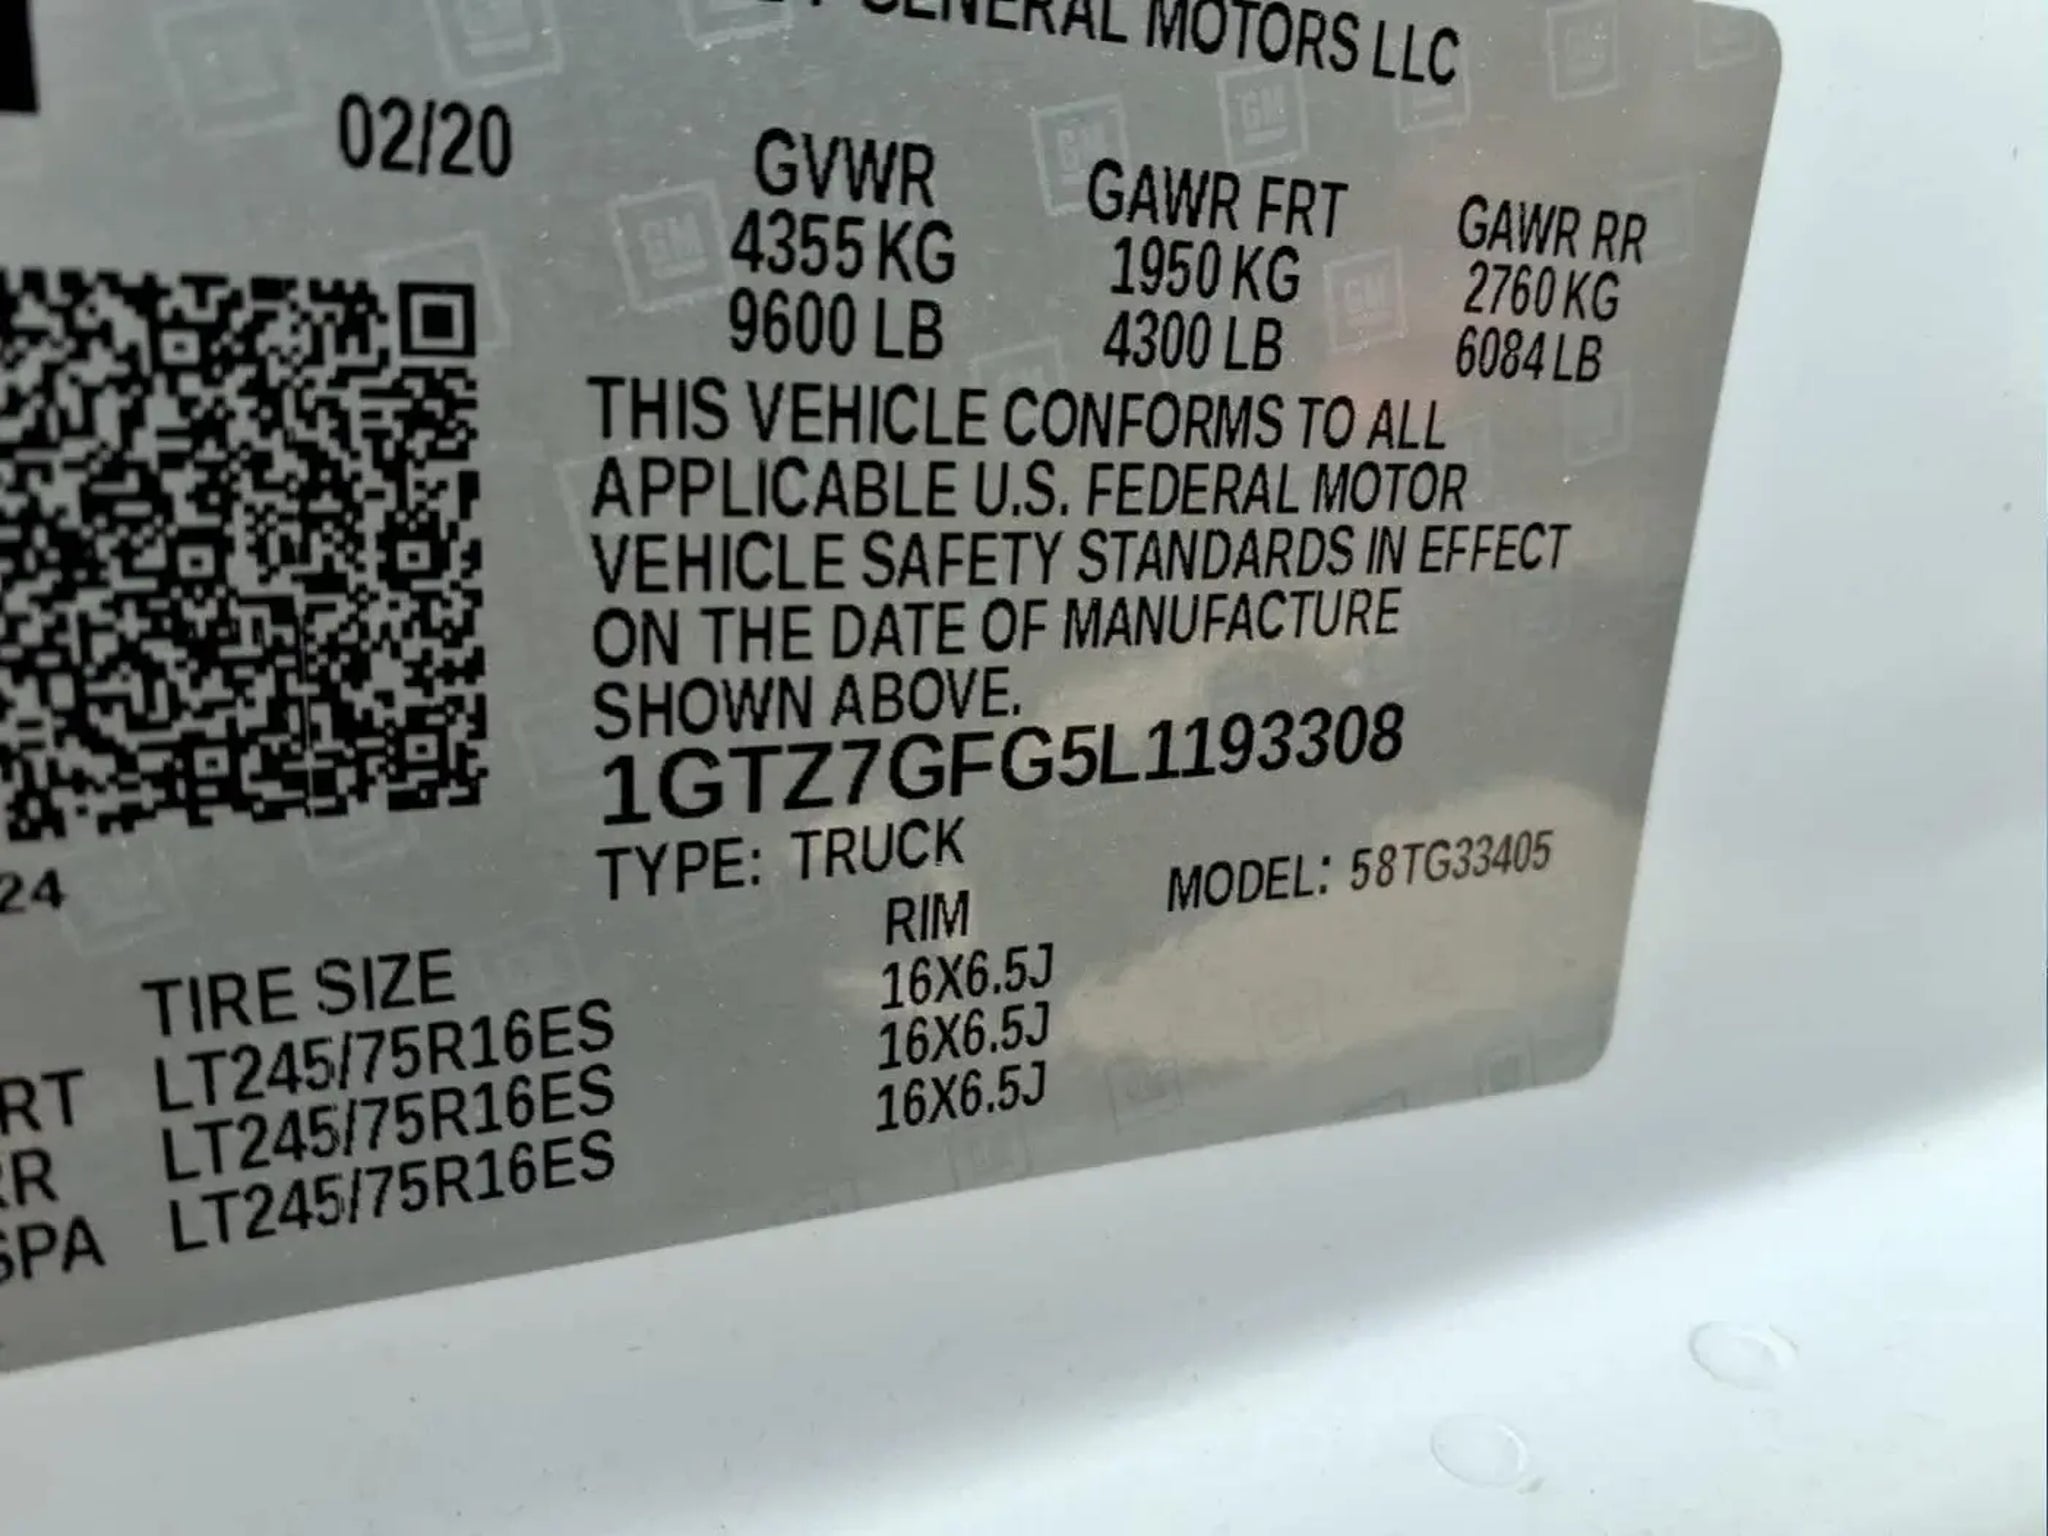 GENERAL MOTORS LLC
02/20
GVWR GAWR FRT GAWR RR
4355 KG 1950 KG 2760 KG
9600 LB 4300 LB 6084 LB
THIS VEHICLE CONFORMS TO ALL
APPLICABLE U.S. FEDERAL MOTOR
VEHICLE SAFETY STANDARDS IN EFFECT
ON THE DATE OF MANUFACTURE
SHOWN ABOVE.
1GTZ7GFG5L1193308
TYPE: TRUCK MODEL: 58TG33405
24
TIRE SIZE RIM
RT LT245/75R16ES 16X6.5J
RR LT245/75R16ES 16X6.5J
SPA LT245/75R16ES 16X6.5J